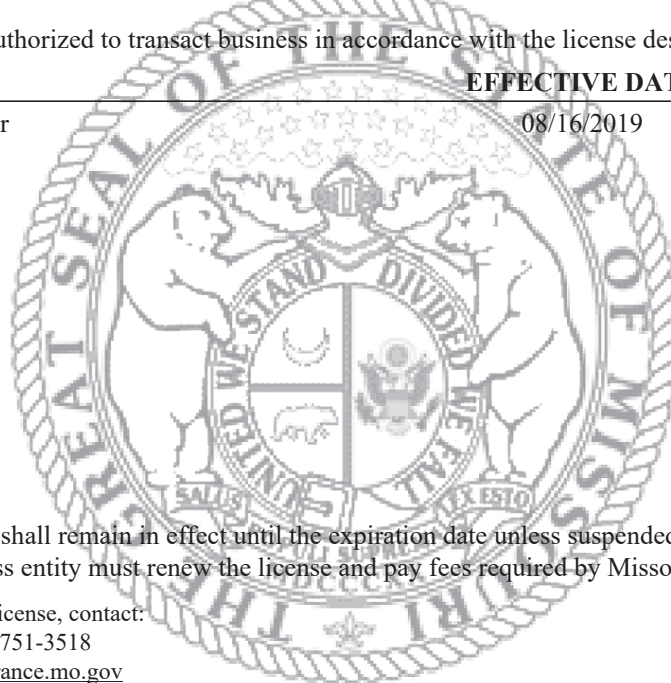 uthorized to transact business in accordance with the license des
EFFECTIVE DAT
r 08/16/2019
THE GREAT SEAL OF THE STATE OF MISSOURI
UNITED WE STAND DIVIDED WE FALL
SALUS LEX ESTO
shall remain in effect until the expiration date unless suspended
ss entity must renew the license and pay fees required by Misso
icense, contact:
751-3518
rance.mo.gov